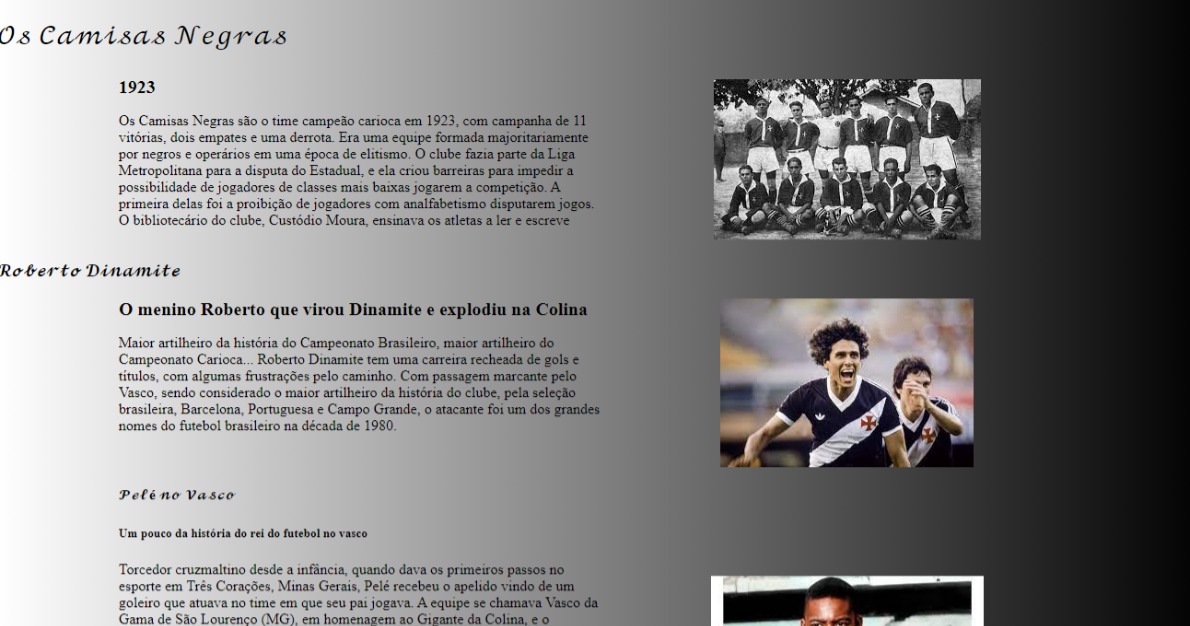 Os Camisas Negras
1923
Os Camisas Negras são o time campeão carioca em 1923, com campanha de 11
vitórias, dois empates e uma derrota. Era uma equipe formada majoritariamente
por negros e operários em uma época de elitismo. O clube fazia parte da Liga
Metropolitana para a disputa do Estadual, e ela criou barreiras para impedir a
possibilidade de jogadores de classes mais baixas jogarem a competição. A
primeira delas foi a proibição de jogadores com analfabetismo disputarem jogos.
O bibliotecário do clube, Custódio Moura, ensinava os atletas a ler e escreve
Roberto Dinamite
O menino Roberto que virou Dinamite e explodiu na Colina
Maior artilheiro da história do Campeonato Brasileiro, maior artilheiro do
Campeonato Carioca... Roberto Dinamite tem uma carreira recheada de gols e
títulos, com algumas frustrações pelo caminho. Com passagem marcante pelo
Vasco, sendo considerado o maior artilheiro da história do clube, pela seleção
brasileira, Barcelona, Portuguesa e Campo Grande, o atacante foi um dos grandes
nomes do futebol brasileiro na década de 1980.
Pelé no Vasco
Um pouco da história do rei do futebol no vasco
Torcedor cruzmaltino desde a infância, quando dava os primeiros passos no
esporte em Três Corações, Minas Gerais, Pelé recebeu o apelido vindo de um
goleiro que atuava no time em que seu pai jogava. A equipe se chamava Vasco da
Gama de São Lourenço (MG), em homenagem ao Gigante da Colina, e o